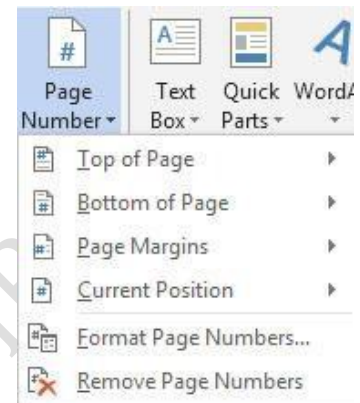 Page Number
Text Box
Quick Parts
WordA
Top of Page
Bottom of Page
Page Margins
Current Position
Format Page Numbers...
Remove Page Numbers